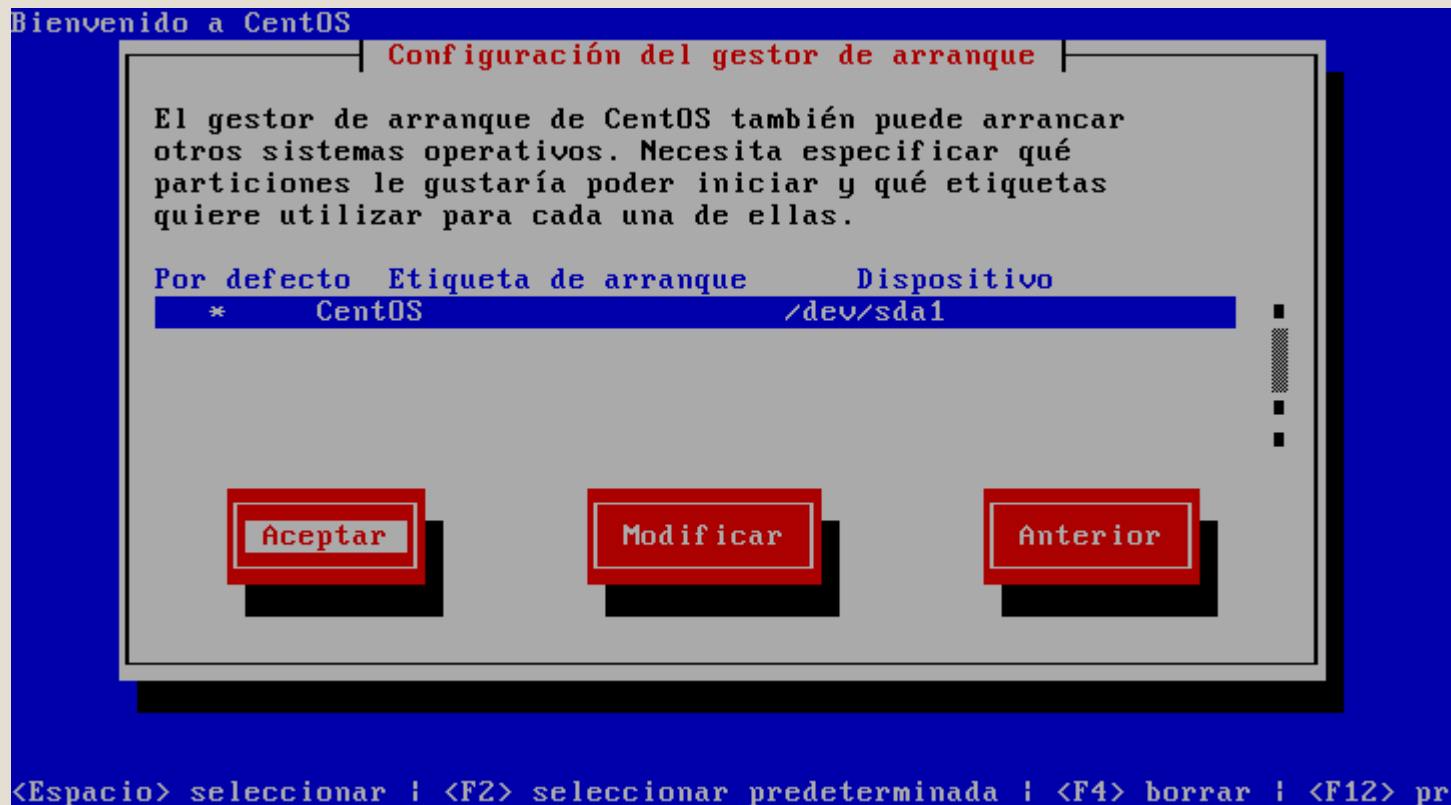 Bienvenido a CentOS
Configuración del gestor de arranque
El gestor de arranque de CentOS también puede arrancar
otros sistemas operativos. Necesita especificar qué
particiones le gustaría poder iniciar y qué etiquetas
quiere utilizar para cada una de ellas.
Por defecto Etiqueta de arranque Dispositivo
* CentOS /dev/sda1
Aceptar Modificar Anterior
<Espacio> seleccionar | <F2> seleccionar predeterminada | <F4> borrar | <F12> pr